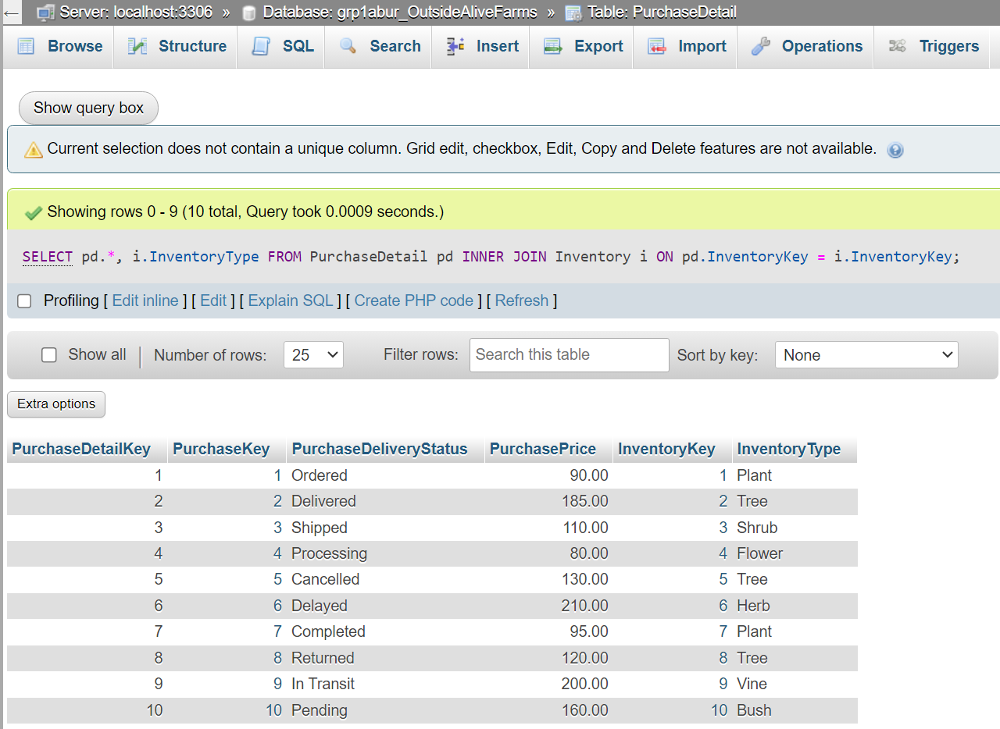 Server: localhost:3306 » Database: grp1abur_OutsideAliveFarms » Table: PurchaseDetail
Browse Structure SQL Search Insert Export Import Operations Triggers
Show query box
Current selection does not contain a unique column. Grid edit, checkbox, Edit, Copy and Delete features are not available.
Showing rows 0 - 9 (10 total, Query took 0.0009 seconds.)
SELECT pd.*, i.InventoryType FROM PurchaseDetail pd INNER JOIN Inventory i ON pd.InventoryKey = i.InventoryKey;
Profiling [ Edit inline ] [ Edit ] [ Explain SQL ] [ Create PHP code ] [ Refresh ]
Show all | Number of rows: 25 Filter rows: Search this table Sort by key: None
Extra options
PurchaseDetailKey PurchaseKey PurchaseDeliveryStatus PurchasePrice InventoryKey InventoryType
1 1 Ordered 90.00 1 Plant
2 2 Delivered 185.00 2 Tree
3 3 Shipped 110.00 3 Shrub
4 4 Processing 80.00 4 Flower
5 5 Cancelled 130.00 5 Tree
6 6 Delayed 210.00 6 Herb
7 7 Completed 95.00 7 Plant
8 8 Returned 120.00 8 Tree
9 9 In Transit 200.00 9 Vine
10 10 Pending 160.00 10 Bush